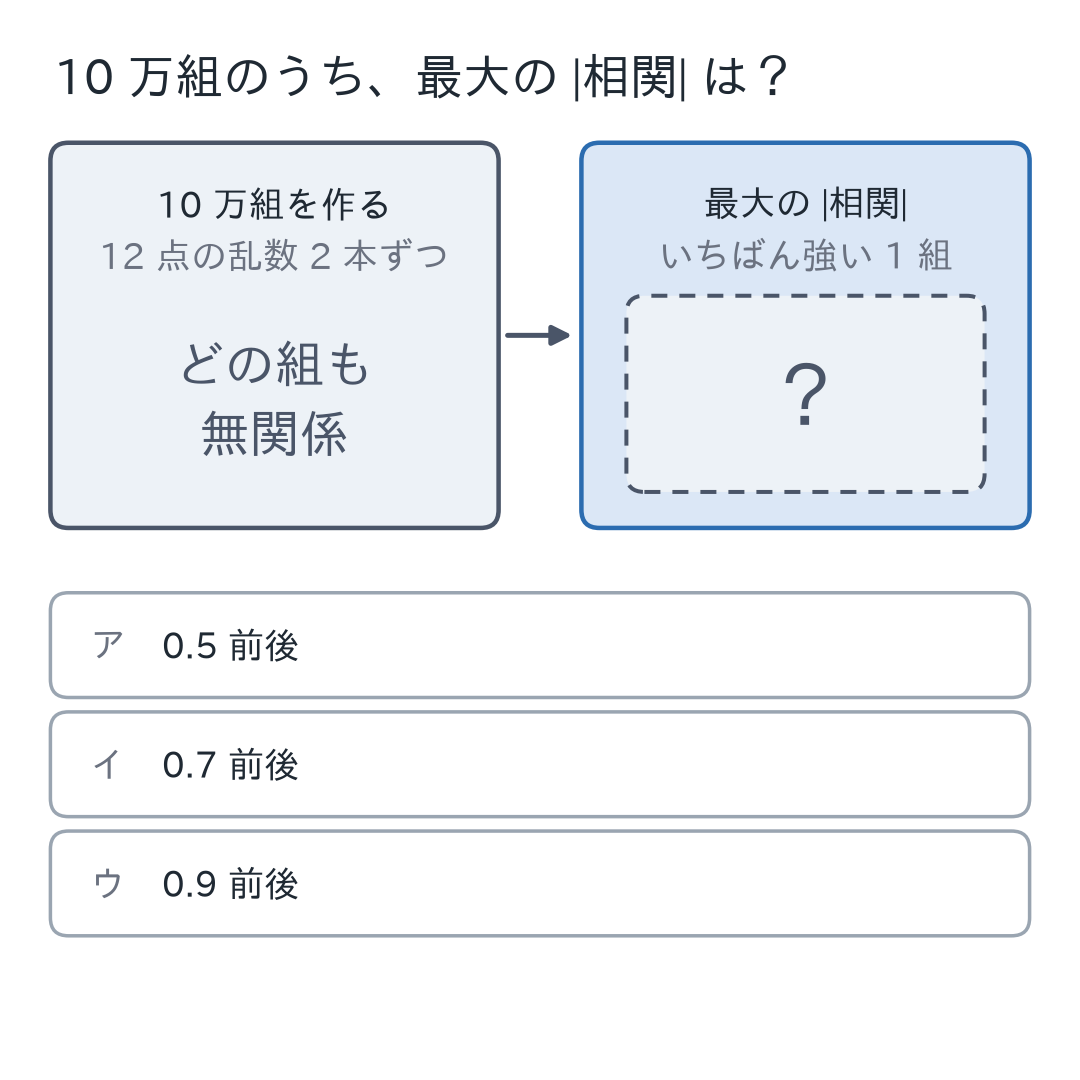 10 万組のうち、最大の |相関| は？
10 万組を作る
12 点の乱数 2 本ずつ
どの組も
無関係
最大の |相関|
いちばん強い 1 組
?
ア 0.5 前後
イ 0.7 前後
ウ 0.9 前後